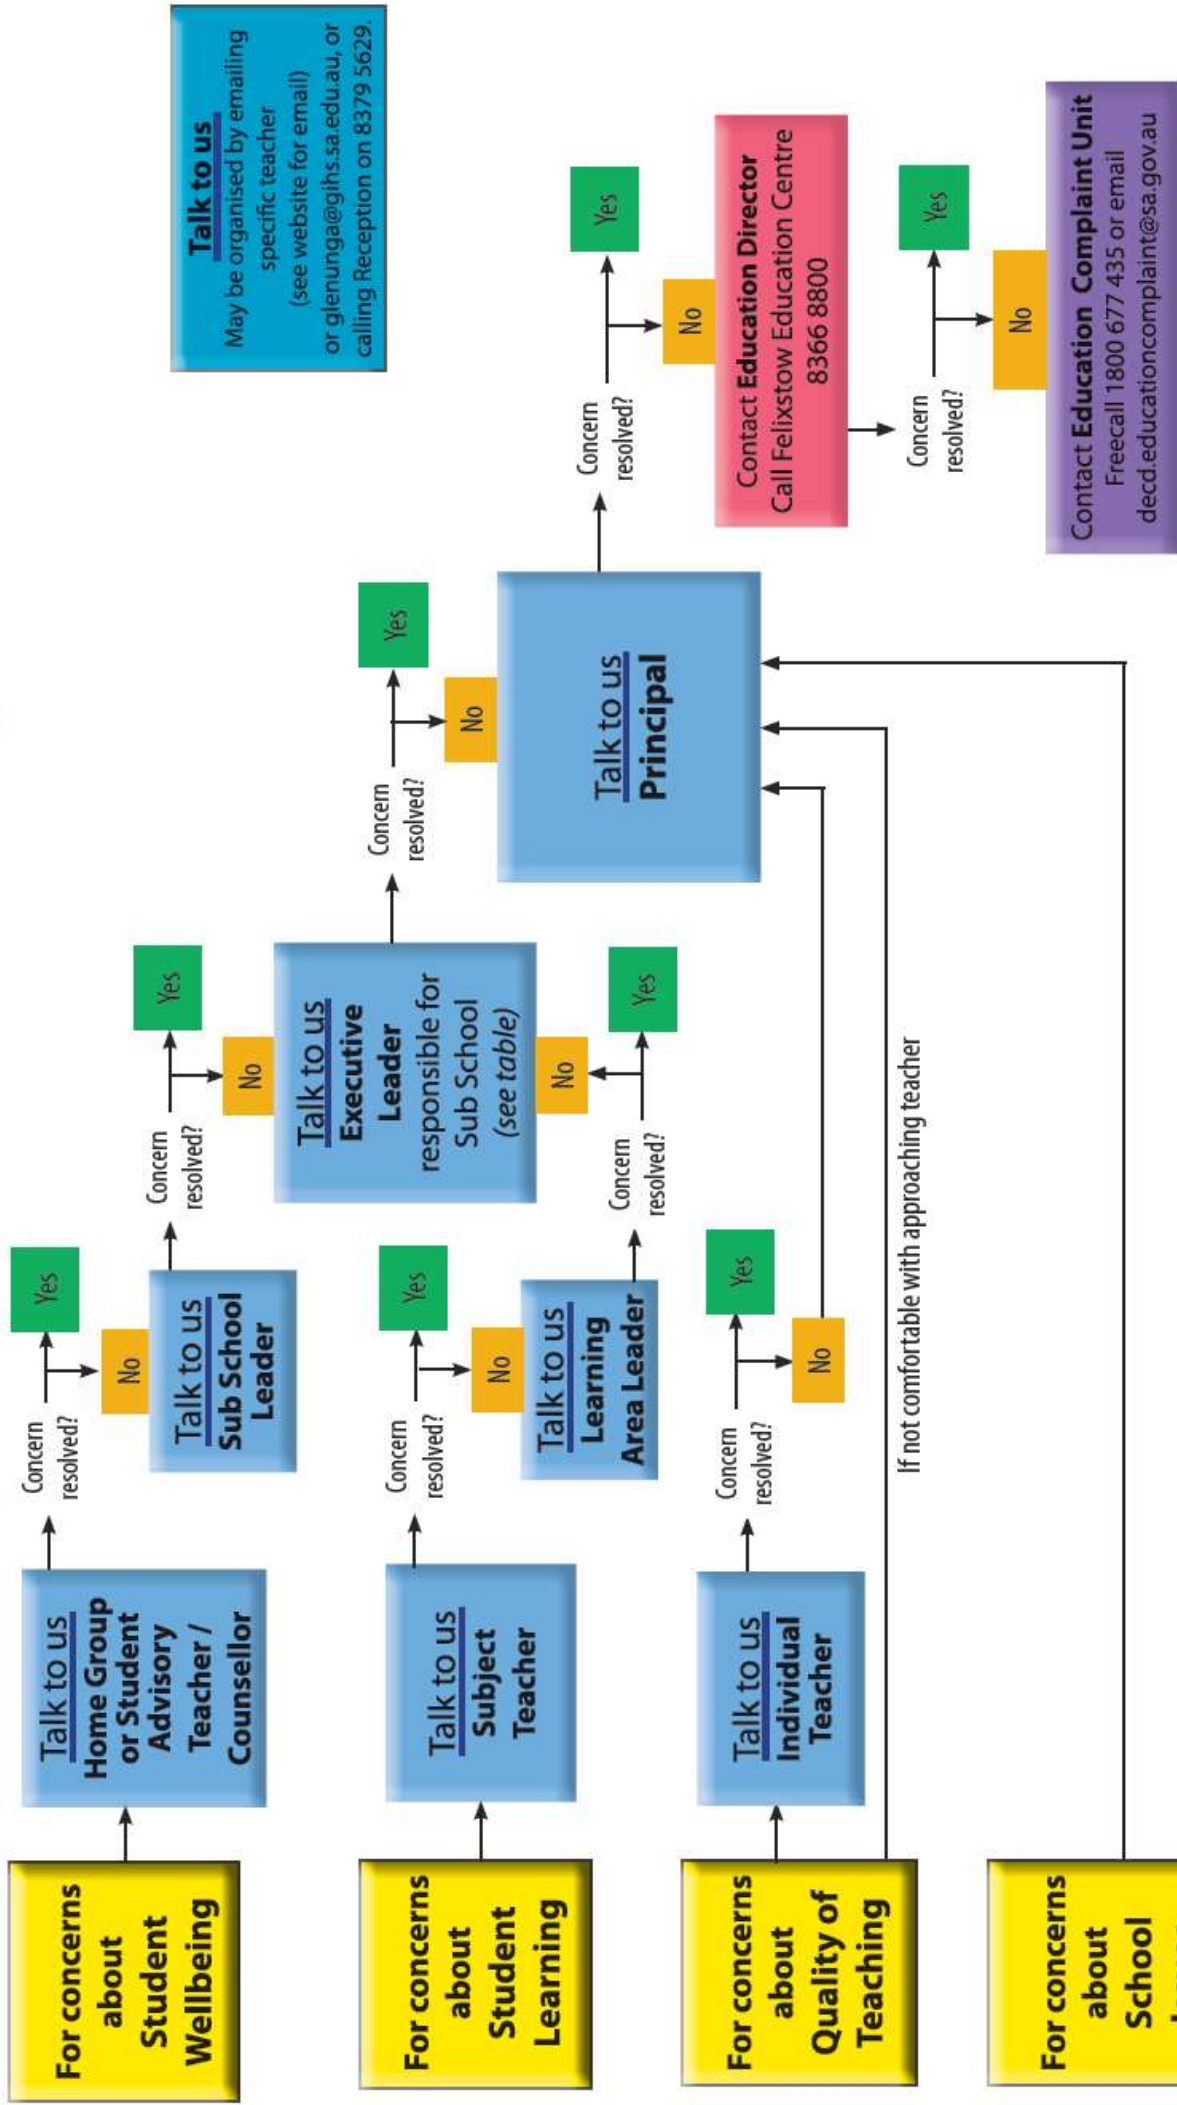 For concerns
about
Student
Wellbeing
Talk to us
Home Group
or Student
Advisory
Teacher /
Counsellor
Concern
resolved?
Yes
No
Talk to us
Sub School
Leader
Concern
resolved?
Yes
No
For concerns
about
Student
Learning
Talk to us
Subject
Teacher
Concern
resolved?
Yes
No
Talk to us
Learning
Area Leader
Concern
resolved?
Yes
No
Talk to us
Executive
Leader
responsible for
Sub School
(see table)
Concern
resolved?
Yes
No
For concerns
about
Quality of
Teaching
Talk to us
Individual
Teacher
Concern
resolved?
Yes
No
If not comfortable with approaching teacher
For concerns
about
School
Talk to us
Principal
Concern
resolved?
Yes
No
Contact Education Director
Call Felixstow Education Centre
8366 8800
Concern
resolved?
Yes
No
Contact Education Complaint Unit
Freecall 1800 677 435 or email
decd.educationcomplaint@sa.gov.au
Talk to us
May be organised by emailing
specific teacher
(see website for email)
or glenunga@gihs.sa.edu.au, or
calling Reception on 8379 5629.